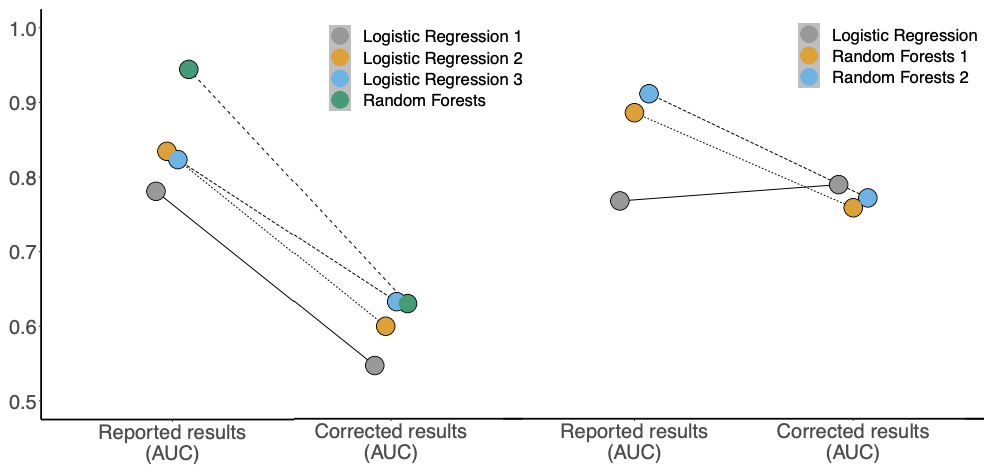 1.0
0.9
0.8
0.7
0.6
0.5
Logistic Regression 1
Logistic Regression 2
Logistic Regression 3
Random Forests
Reported results
(AUC)
Corrected results
(AUC)
Logistic Regression
Random Forests 1
Random Forests 2
Reported results
(AUC)
Corrected results
(AUC)